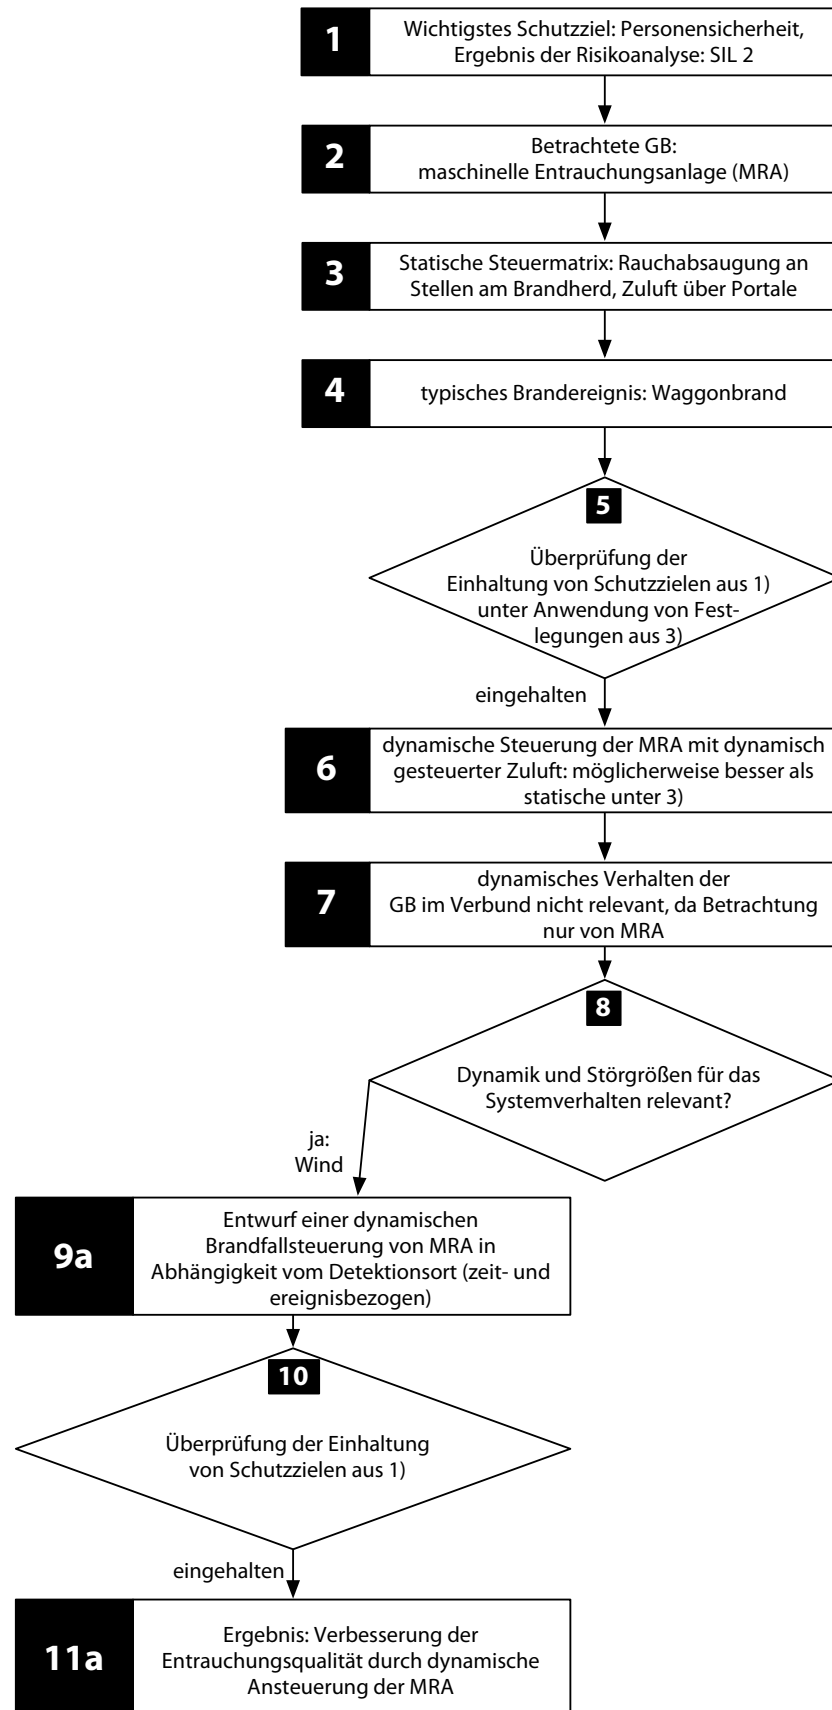 1
Wichtigstes Schutzziel: Personensicherheit,
Ergebnis der Risikoanalyse: SIL 2
2
Betrachtete GB:
maschinelle Entrauchungsanlage (MRA)
3
Statische Steuermatrix: Rauchabsaugung an
Stellen am Brandherd, Zuluft über Portale
4
typisches Brandereignis: Waggonbrand
5
Überprüfung der
Einhaltung von Schutzzielen aus 1)
unter Anwendung von Fest-
legungen aus 3)
eingehalten
6
dynamische Steuerung der MRA mit dynamisch
gesteuerter Zuluft: möglicherweise besser als
statische unter 3)
7
dynamisches Verhalten der
GB im Verbund nicht relevant, da Betrachtung
nur von MRA
8
Dynamik und Störgrößen für das
Systemverhalten relevant?
ja:
Wind
9a
Entwurf einer dynamischen
Brandfallsteuerung von MRA in
Abhängigkeit vom Detektionsort (zeit- und
ereignisbezogen)
10
Überprüfung der Einhaltung
von Schutzzielen aus 1)
eingehalten
11a
Ergebnis: Verbesserung der
Entrauchungsqualität durch dynamische
Ansteuerung der MRA